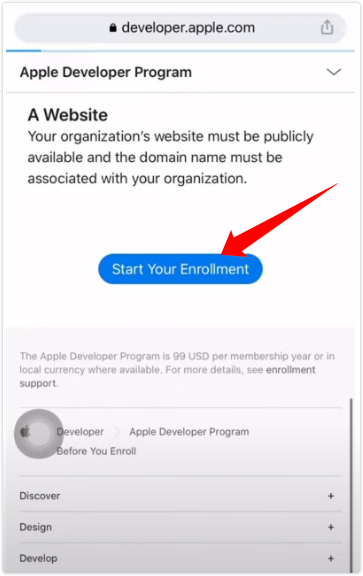 developer.apple.com
Apple Developer Program
A Website
Your organization's website must be publicly
available and the domain name must be
associated with your organization.
Start Your Enrollment
The Apple Developer Program is 99 USD per membership year or in
local currency where available. For more details, see enrollment
support.
Developer Apple Developer Program
Before You Enroll
Discover +
Design +
Develop +